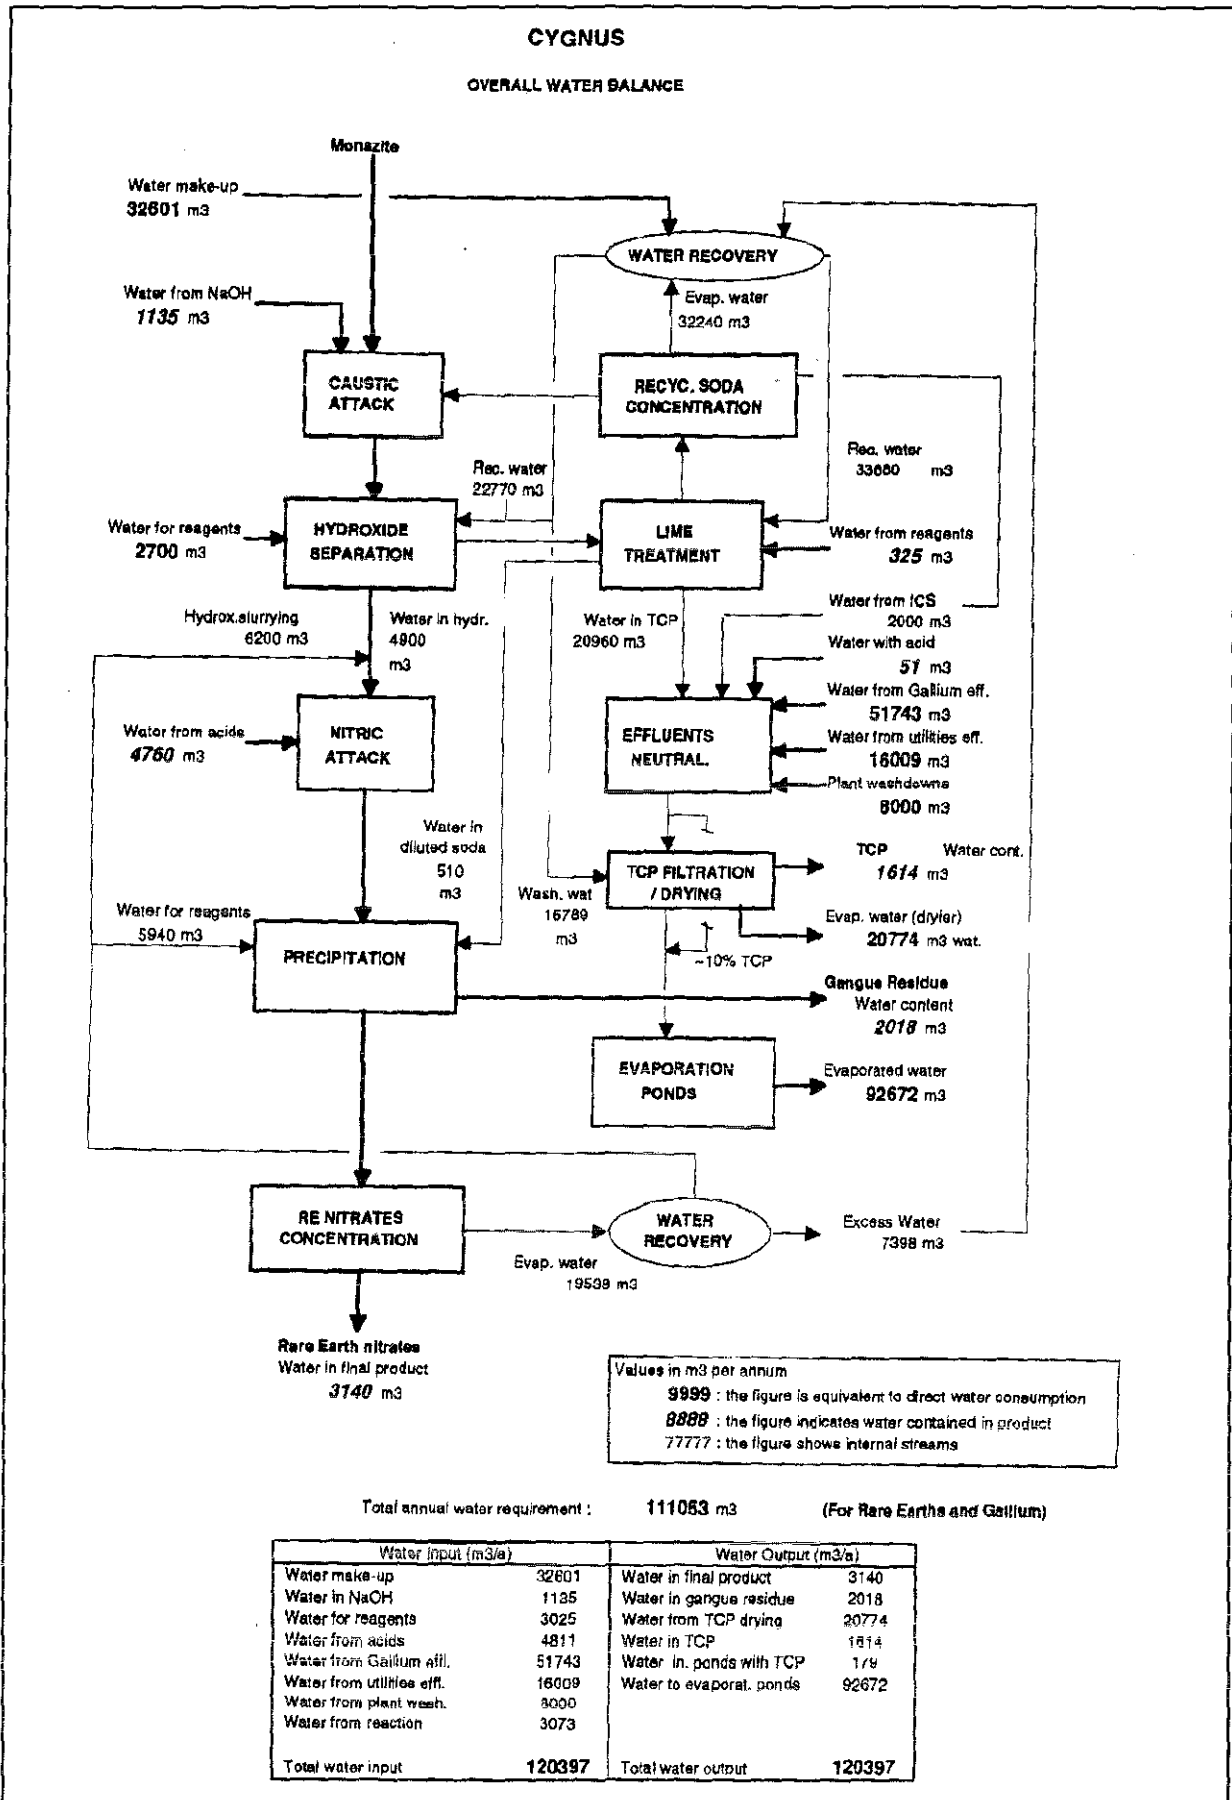 CYGNUS
OVERALL WATER BALANCE
Monazite
Water make-up
32601 m3
WATER RECOVERY
Water from NaOH
1135 m3
Evap. water
32240 m3
CAUSTIC
ATTACK
RECYC. SODA
CONCENTRATION
Rec. water
22770 m3
Rec. water
33680 m3
Water for reagents
2700 m3
HYDROXIDE
SEPARATION
LIME
TREATMENT
Water from reagents
325 m3
Hydrox.slurrying
6200 m3
Water in hydr.
4900
m3
Water in TCP
20960 m3
Water from ICS
2000 m3
Water with acid
51 m3
Water from acids
4760 m3
NITRIC
ATTACK
EFFLUENTS
NEUTRAL.
Water from Gallium eff.
51743 m3
Water from utilities eff.
16009 m3
Plant washdowns
8000 m3
Water in
diluted soda
510
m3
TCP FILTRATION
/ DRYING
TCP Water cont.
1614 m3
Wash. wat
16789
m3
Evap. water (dryer)
20774 m3 wat.
Water for reagents
5940 m3
PRECIPITATION
~10% TCP
Gangue Residue
Water content
2018 m3
EVAPORATION
PONDS
Evaporated water
92672 m3
RE NITRATES
CONCENTRATION
Evap. water
19538 m3
WATER
RECOVERY
Excess Water
7398 m3
Rare Earth nitrates
Water in final product
3140 m3
Values in m3 per annum
9999 : the figure is equivalent to direct water consumption
8888 : the figure indicates water contained in product
77777 : the figure shows internal streams
Total annual water requirement : 111053 m3 (For Rare Earths and Gallium)
Water Input (m3/a) Water Output (m3/a)
Water make-up 32601 Water in final product 3140
Water in NaOH 1135 Water in gangue residue 2018
Water for reagents 3025 Water from TCP drying 20774
Water from acids 4811 Water in TCP 1614
Water from Gallium effl. 51743 Water in. ponds with TCP 179
Water from utilities effl. 16009 Water to evaporat. ponds 92672
Water from plant wash. 8000
Water from reaction 3073
Total water input 120397 Total water output 120397